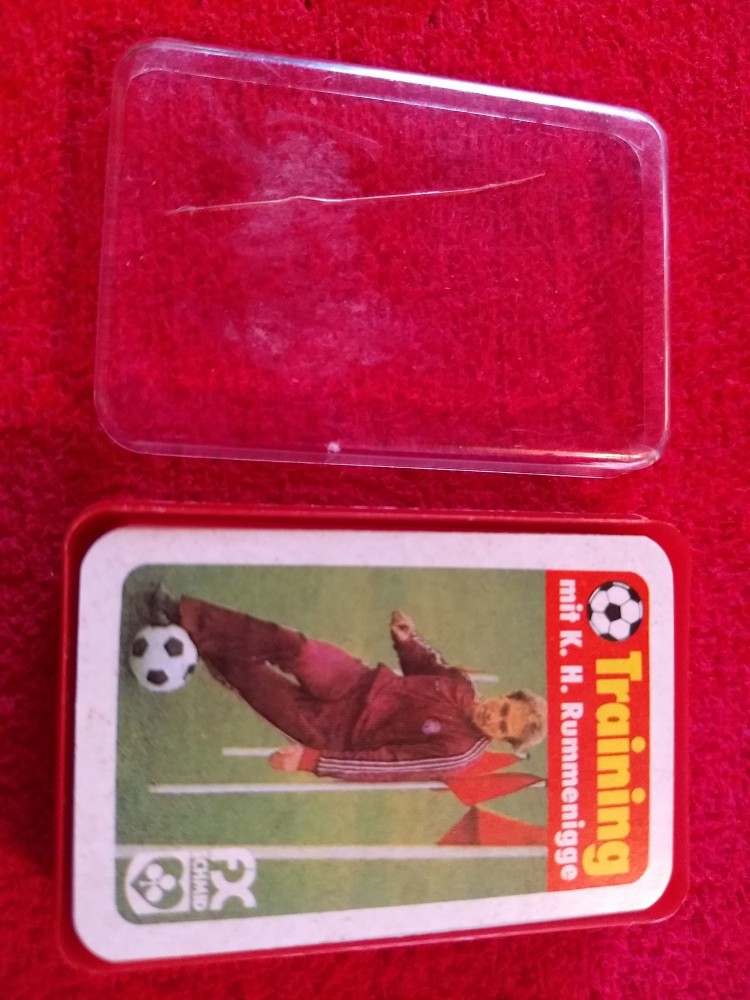 Training
mit K. H. Rummenigge
FX
SCHMID